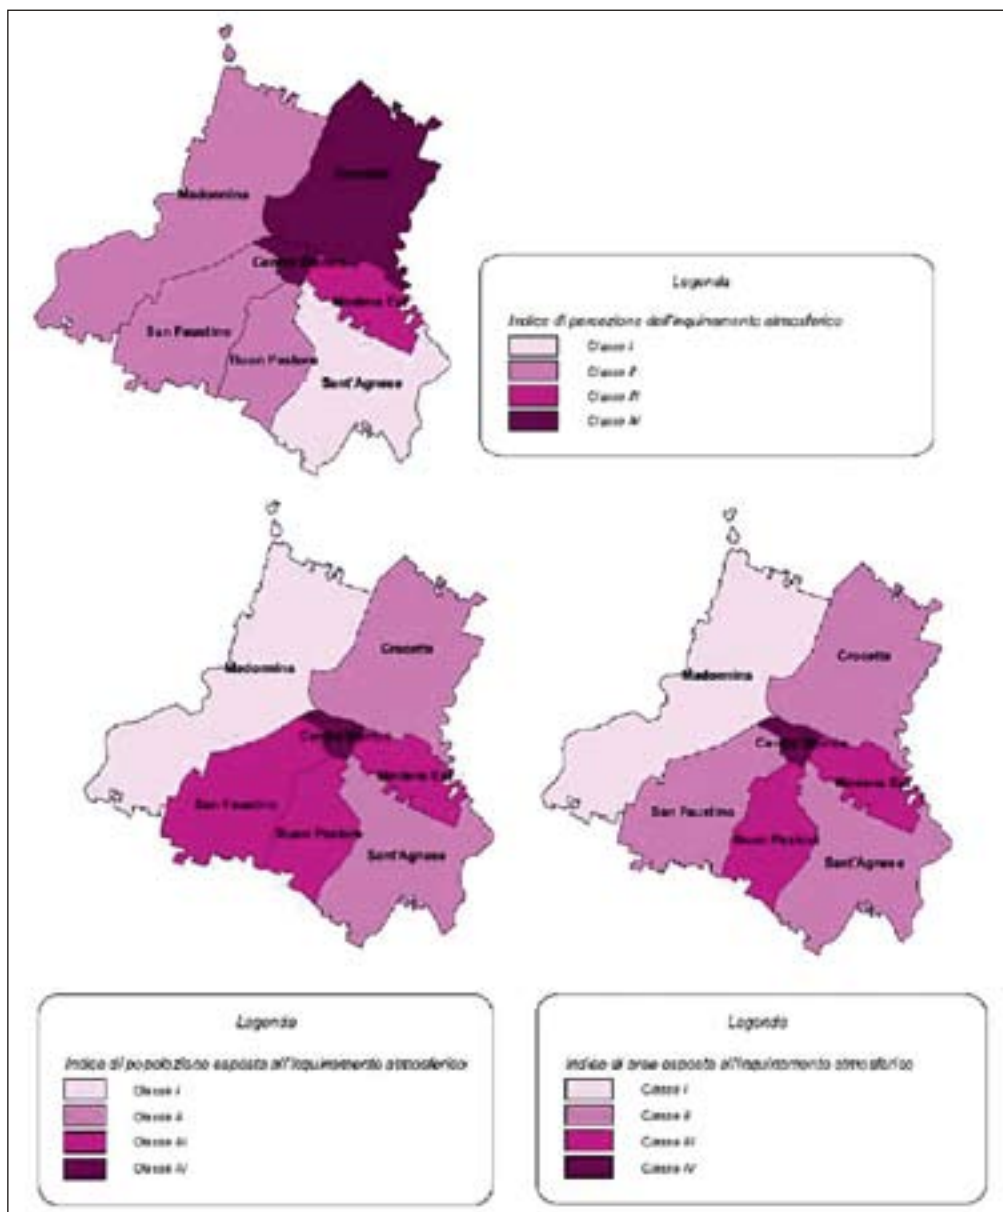 Madonnina
Crocetta
Centro Storico
Modena Est
San Faustino
Buon Pastore
Sant'Agnese
Legenda
Indice di percezione dell'inquinamento atmosferico
Classe I
Classe II
Classe III
Classe IV
Madonnina
Crocetta
Centro Storico
Modena Est
San Faustino
Buon Pastore
Sant'Agnese
Madonnina
Crocetta
Centro Storico
Modena Est
San Faustino
Buon Pastore
Sant'Agnese
Legenda
Indice di popolazione esposta all'inquinamento atmosferico
Classe I
Classe II
Classe III
Classe IV
Legenda
Indice di aree esposte all'inquinamento atmosferico
Classe I
Classe II
Classe III
Classe IV